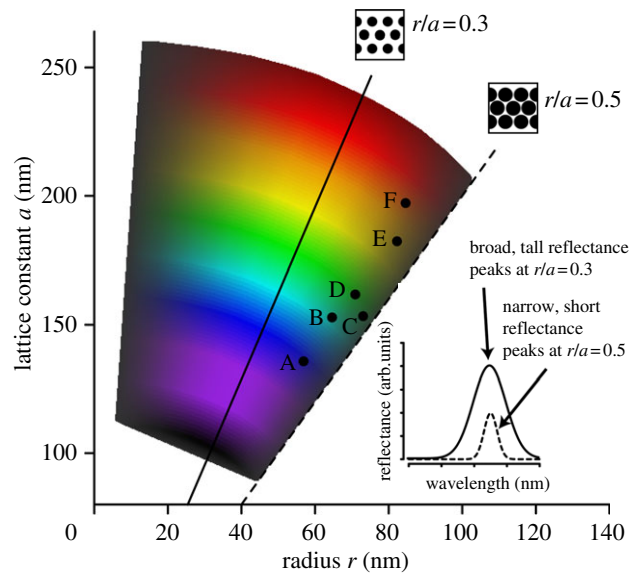 r/a = 0.3
r/a = 0.5
250
200
150
100
0
lattice constant a (nm)
F
E
D
B
C
A
broad, tall reflectance
peaks at r/a = 0.3
narrow, short
reflectance
peaks at r/a = 0.5
reflectance (arb.units)
wavelength (nm)
20
40
60
80
100
120
140
radius r (nm)